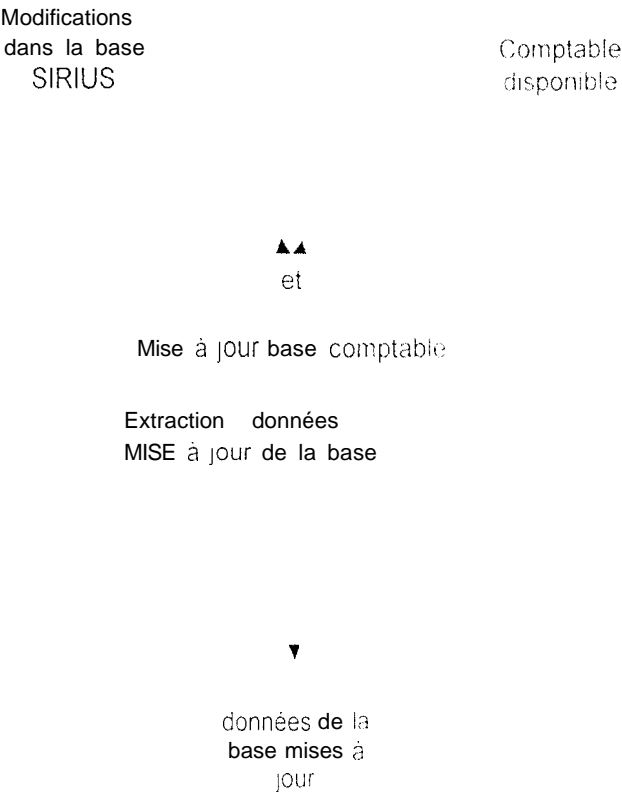 Modifications
dans la base
SIRIUS
Comptable
disponible
et
Mise à jour base comptable
Extraction données
MISE à jour de la base
données de la
base mises à
jour